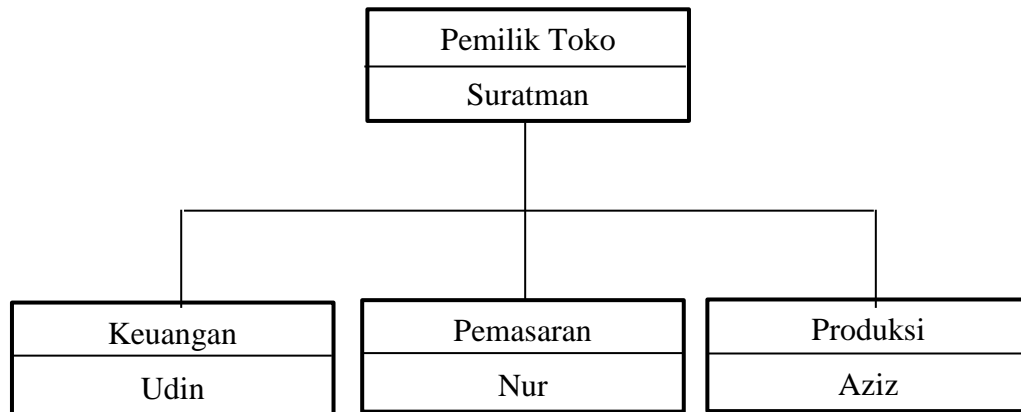 Pemilik Toko
Suratman
Keuangan
Udin
Pemasaran
Nur
Produksi
Aziz